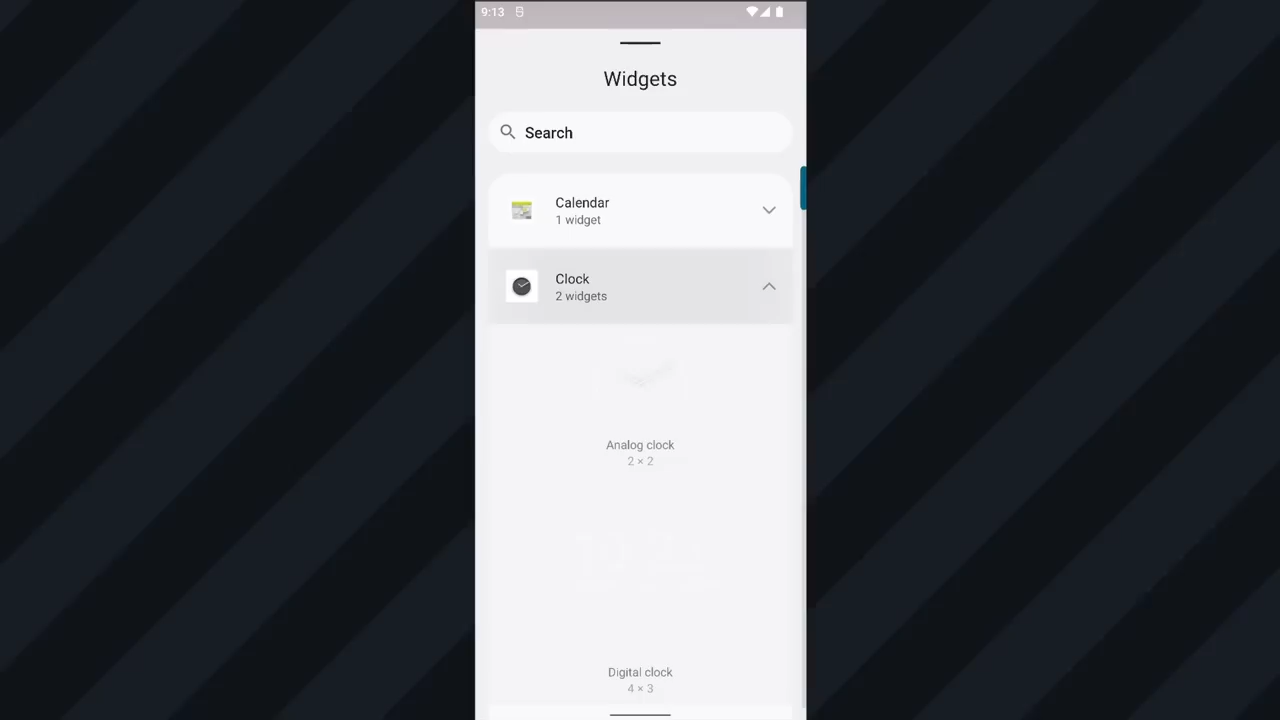 9:13
Widgets
Search
Calendar
1 widget
Clock
2 widgets
Analog clock
2 × 2
Digital clock
4 × 3